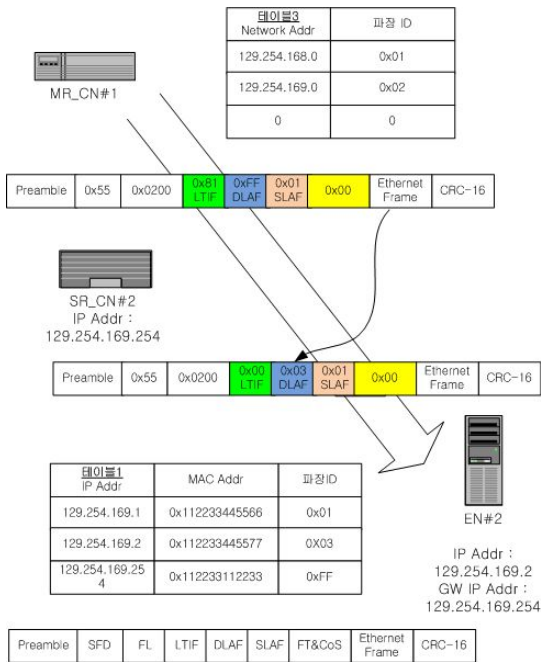 테이블3
Network Addr
파장 ID
129.254.168.0
0x01
129.254.169.0
0x02
0
0
MR_CN#1
Preamble
0x55
0x0200
0x81
LTIF
0xFF
DLAF
0x01
SLAF
0x00
Ethernet
Frame
CRC-16
SR_CN#2
IP Addr :
129.254.169.254
Preamble
0x55
0x0200
0x00
LTIF
0x03
DLAF
0x01
SLAF
0x00
Ethernet
Frame
CRC-16
테이블1
IP Addr
MAC Addr
파장ID
129.254.169.1
0x112233445566
0x01
129.254.169.2
0x112233445577
0X03
129.254.169.25
4
0x112233112233
0xFF
EN#2
IP Addr :
129.254.169.2
GW IP Addr :
129.254.169.254
Preamble
SFD
FL
LTIF
DLAF
SLAF
FT&CoS
Ethernet
Frame
CRC-16